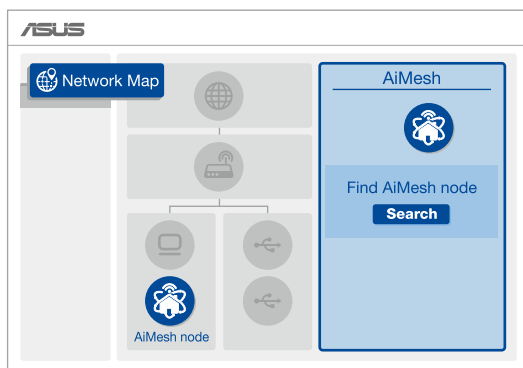 ASUS
Network Map
AiMesh
Find AiMesh node
Search
AiMesh node